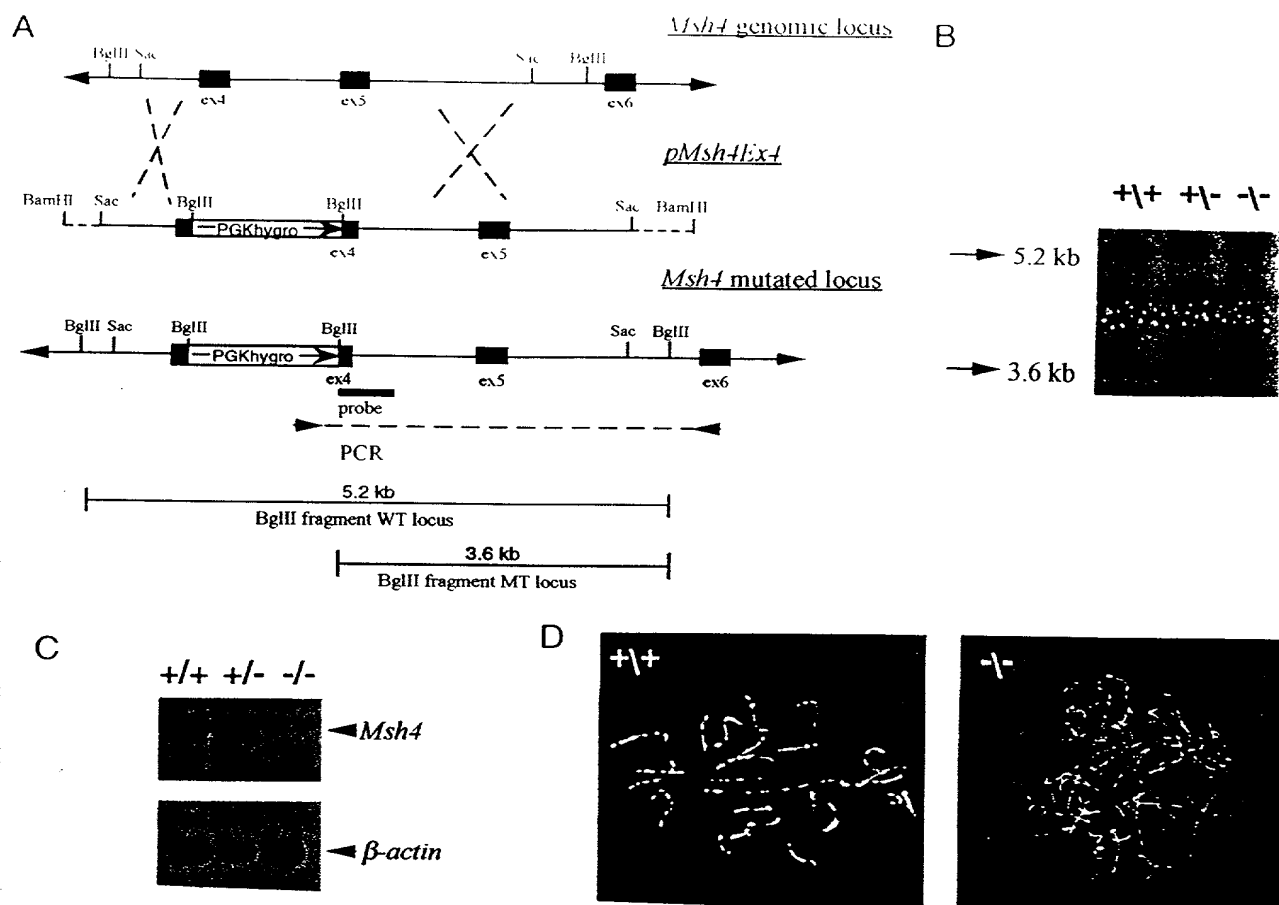 A
Msh4 genomic locus
BglII Sac
Sac BglII
ex4 ex5 ex6
pMsh4Ex4
BamHI Sac BglII BglII Sac BamHI
PGKhygro
ex4 ex5
Msh4 mutated locus
BglII Sac BglII BglII Sac BglII
PGKhygro
ex4 ex5 ex6
probe
PCR
5.2 kb
BglII fragment WT locus
3.6 kb
BglII fragment MT locus
B
+\+ +\- -\-
5.2 kb
3.6 kb
C
+/+ +/- -/-
Msh4
β-actin
D
+\+
-\-